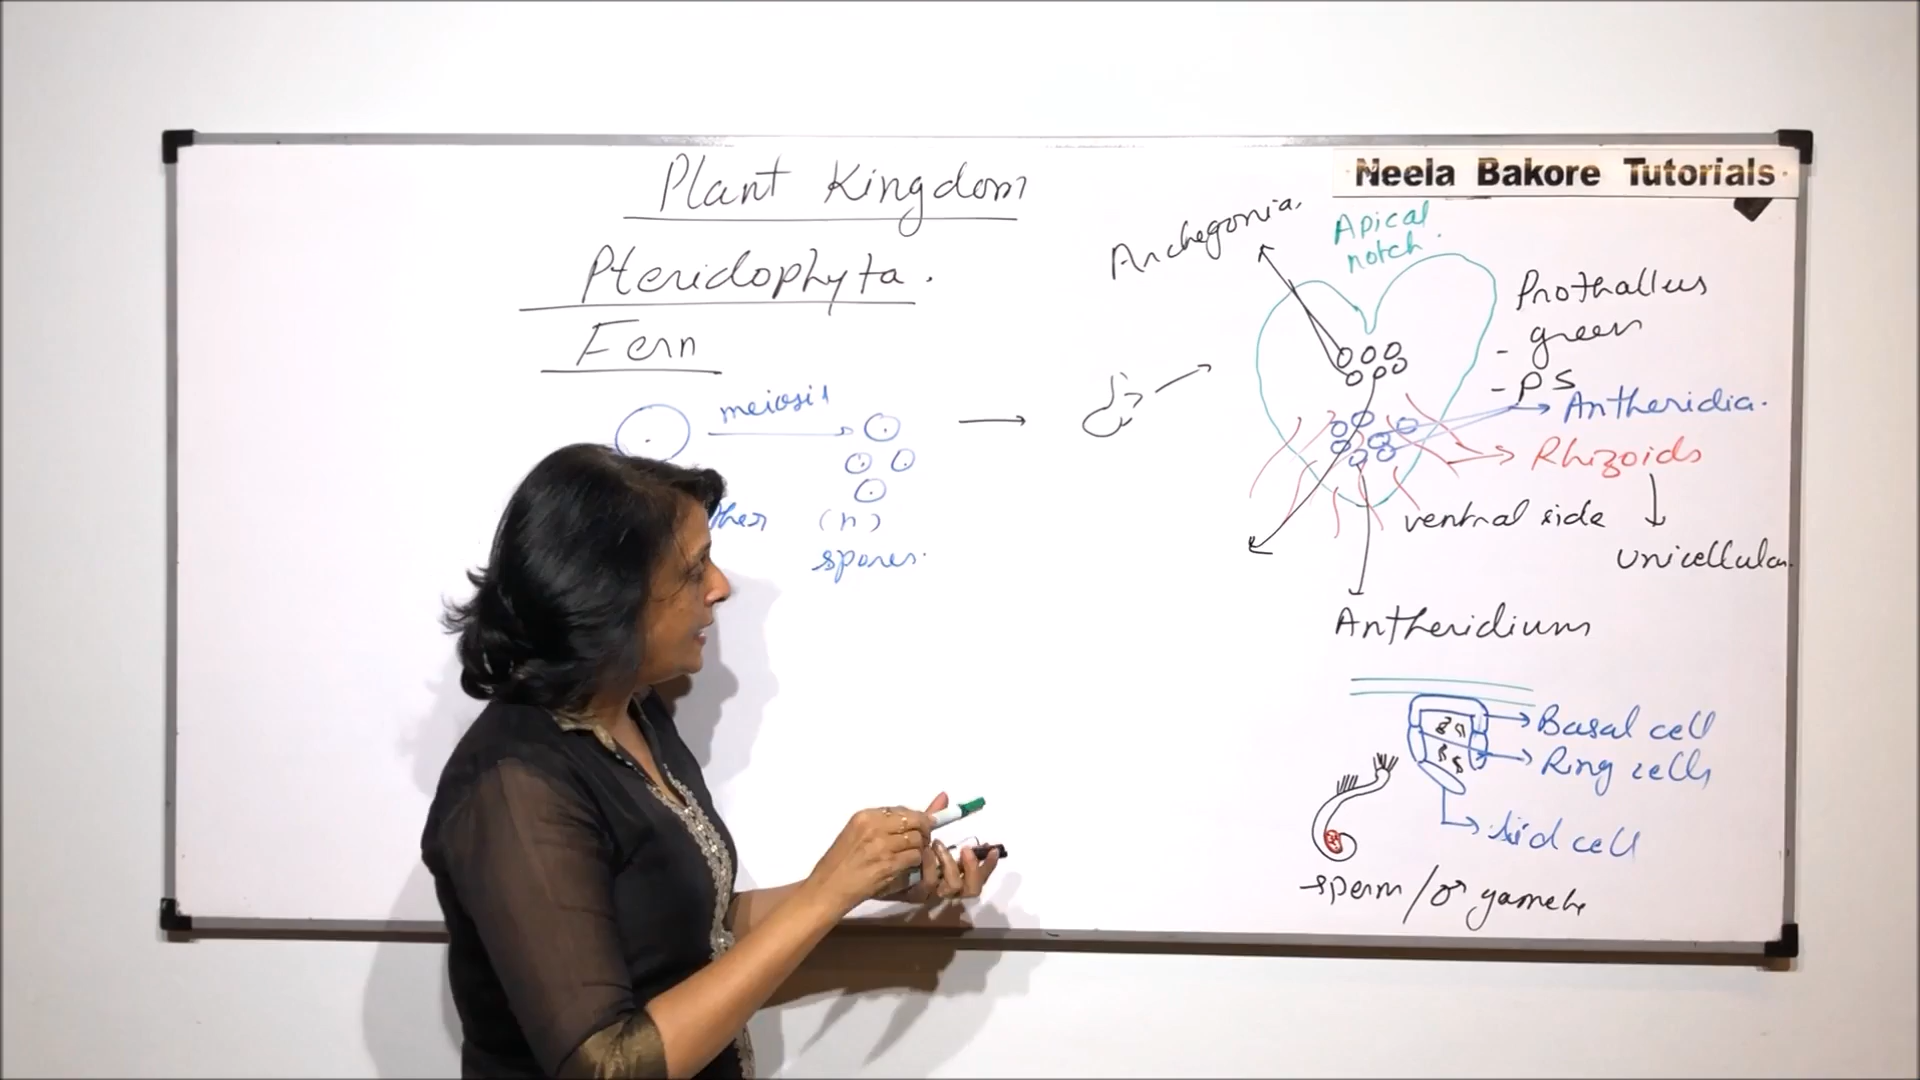 Plant Kingdom
Neela Bakore Tutorials
Pteridophyta.
Fern
Archegonia.
Apical
notch.
Prothallus
- green
- PS
Antheridia.
meiosis
Rhizoids
(n)
spores.
ventral side
Unicellular.
Antheridium
Basal cell
Ring cells
Lid cell
sperm / ♂ gamete